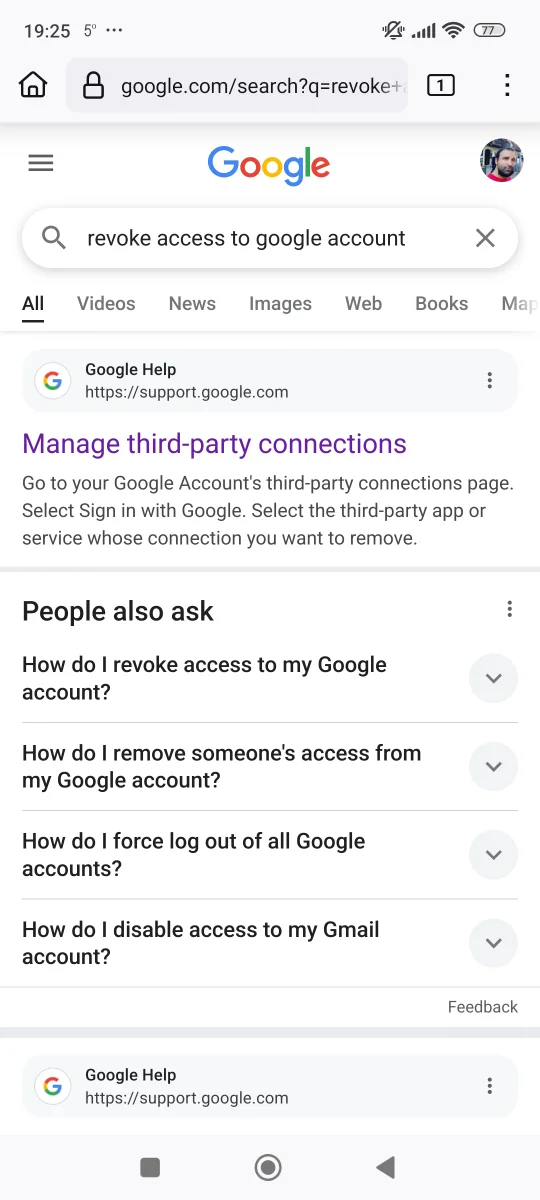 19:25 5° ...
77
google.com/search?q=revoke+
1
Google
revoke access to google account
All Videos News Images Web Books Map
Google Help
https://support.google.com
Manage third-party connections
Go to your Google Account's third-party connections page.
Select Sign in with Google. Select the third-party app or
service whose connection you want to remove.
People also ask
How do I revoke access to my Google
account?
How do I remove someone's access from
my Google account?
How do I force log out of all Google
accounts?
How do I disable access to my Gmail
account?
Feedback
Google Help
https://support.google.com